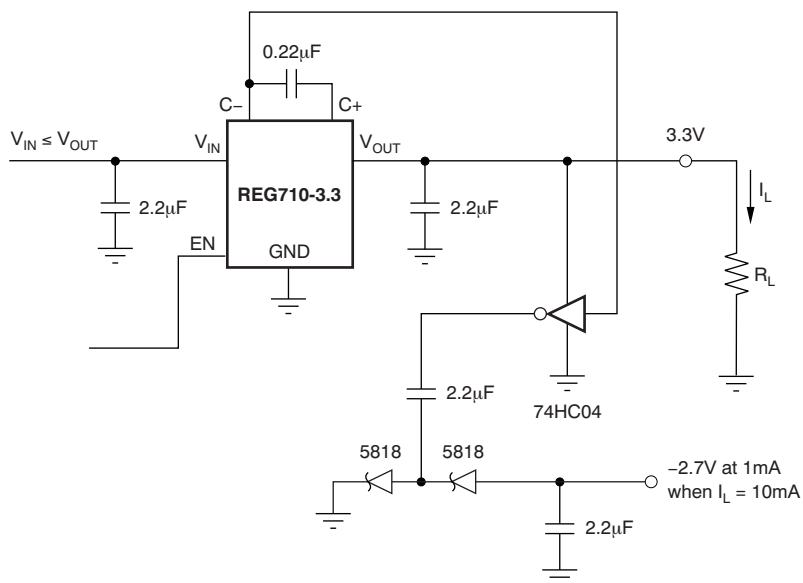 0.22μF
C–
C+
V_IN ≤ V_OUT
V_IN
V_OUT
3.3V
REG710-3.3
2.2μF
2.2μF
I_L
EN
GND
R_L
2.2μF
74HC04
5818
5818
–2.7V at 1mA
when I_L = 10mA
2.2μF